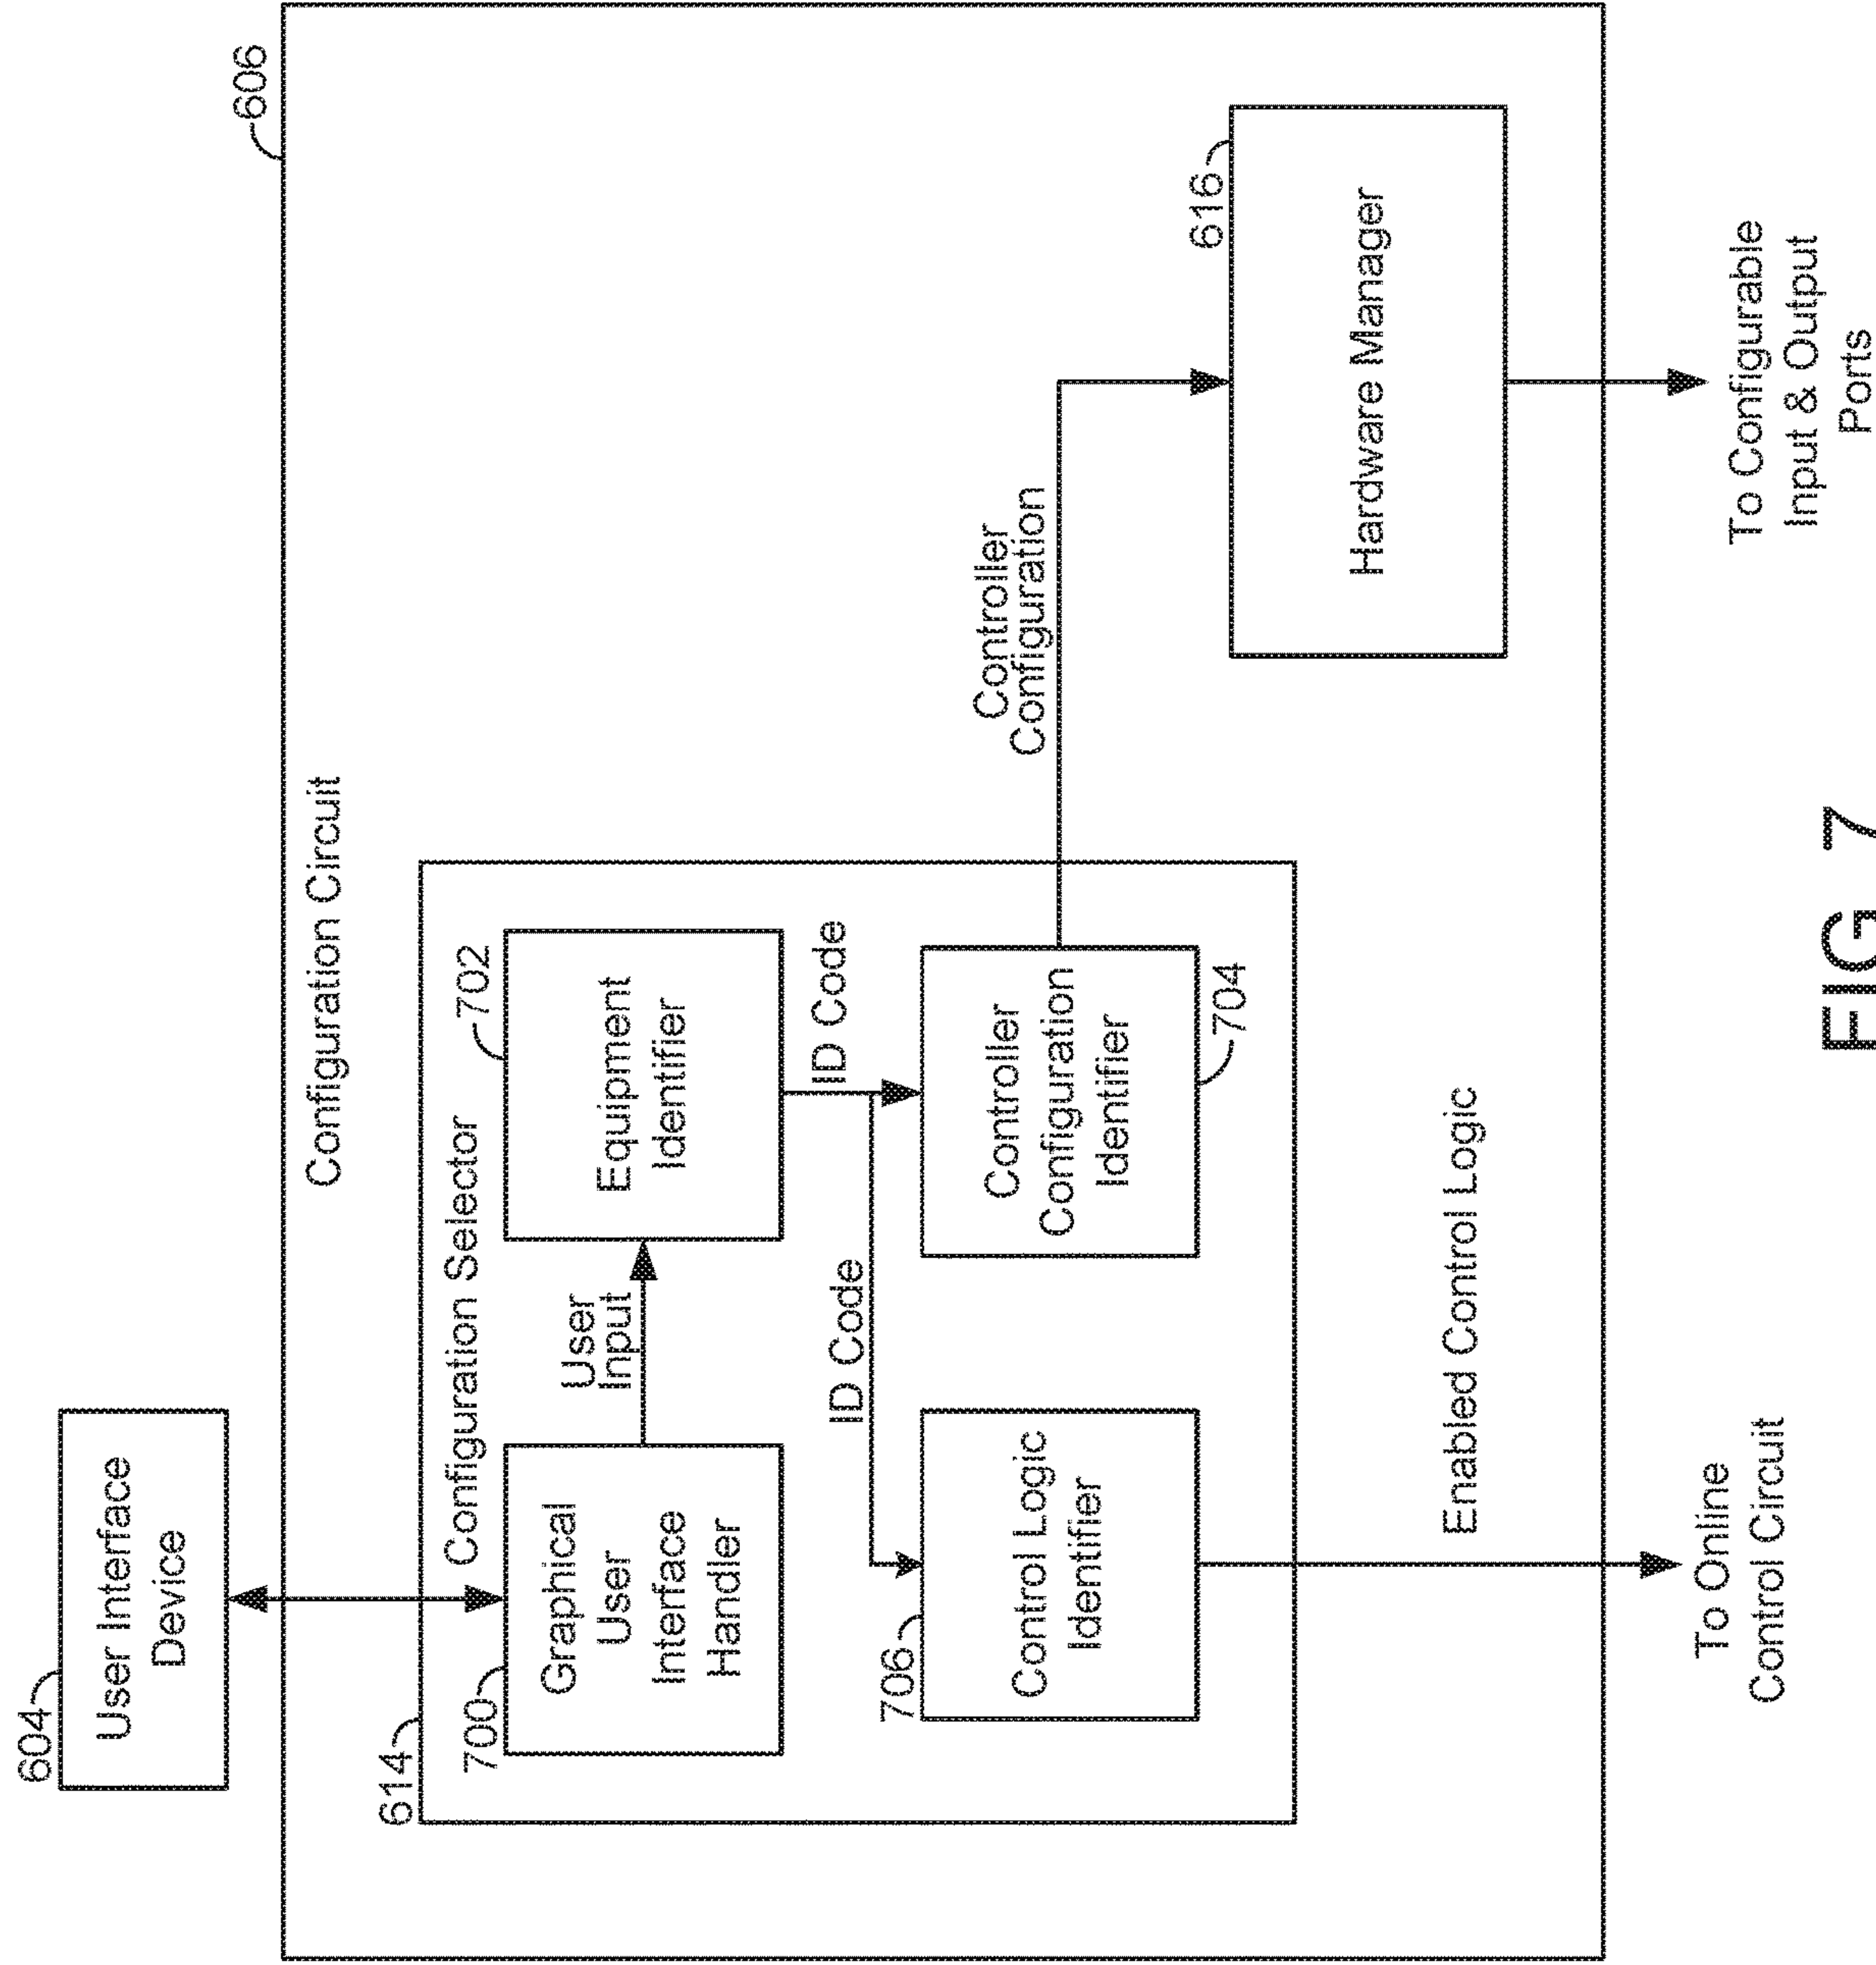 604
User Interface
Device
606
Configuration Circuit
614
Configuration Selector
700
Graphical
User
Interface
Handler
User
Input
702
Equipment
Identifier
ID Code
ID Code
706
Control Logic
Identifier
Controller
Configuration
Identifier
704
Controller
Configuration
616
Hardware Manager
Enabled Control Logic
To Online
Control Circuit
To Configurable
Input & Output
Ports
FIG 7